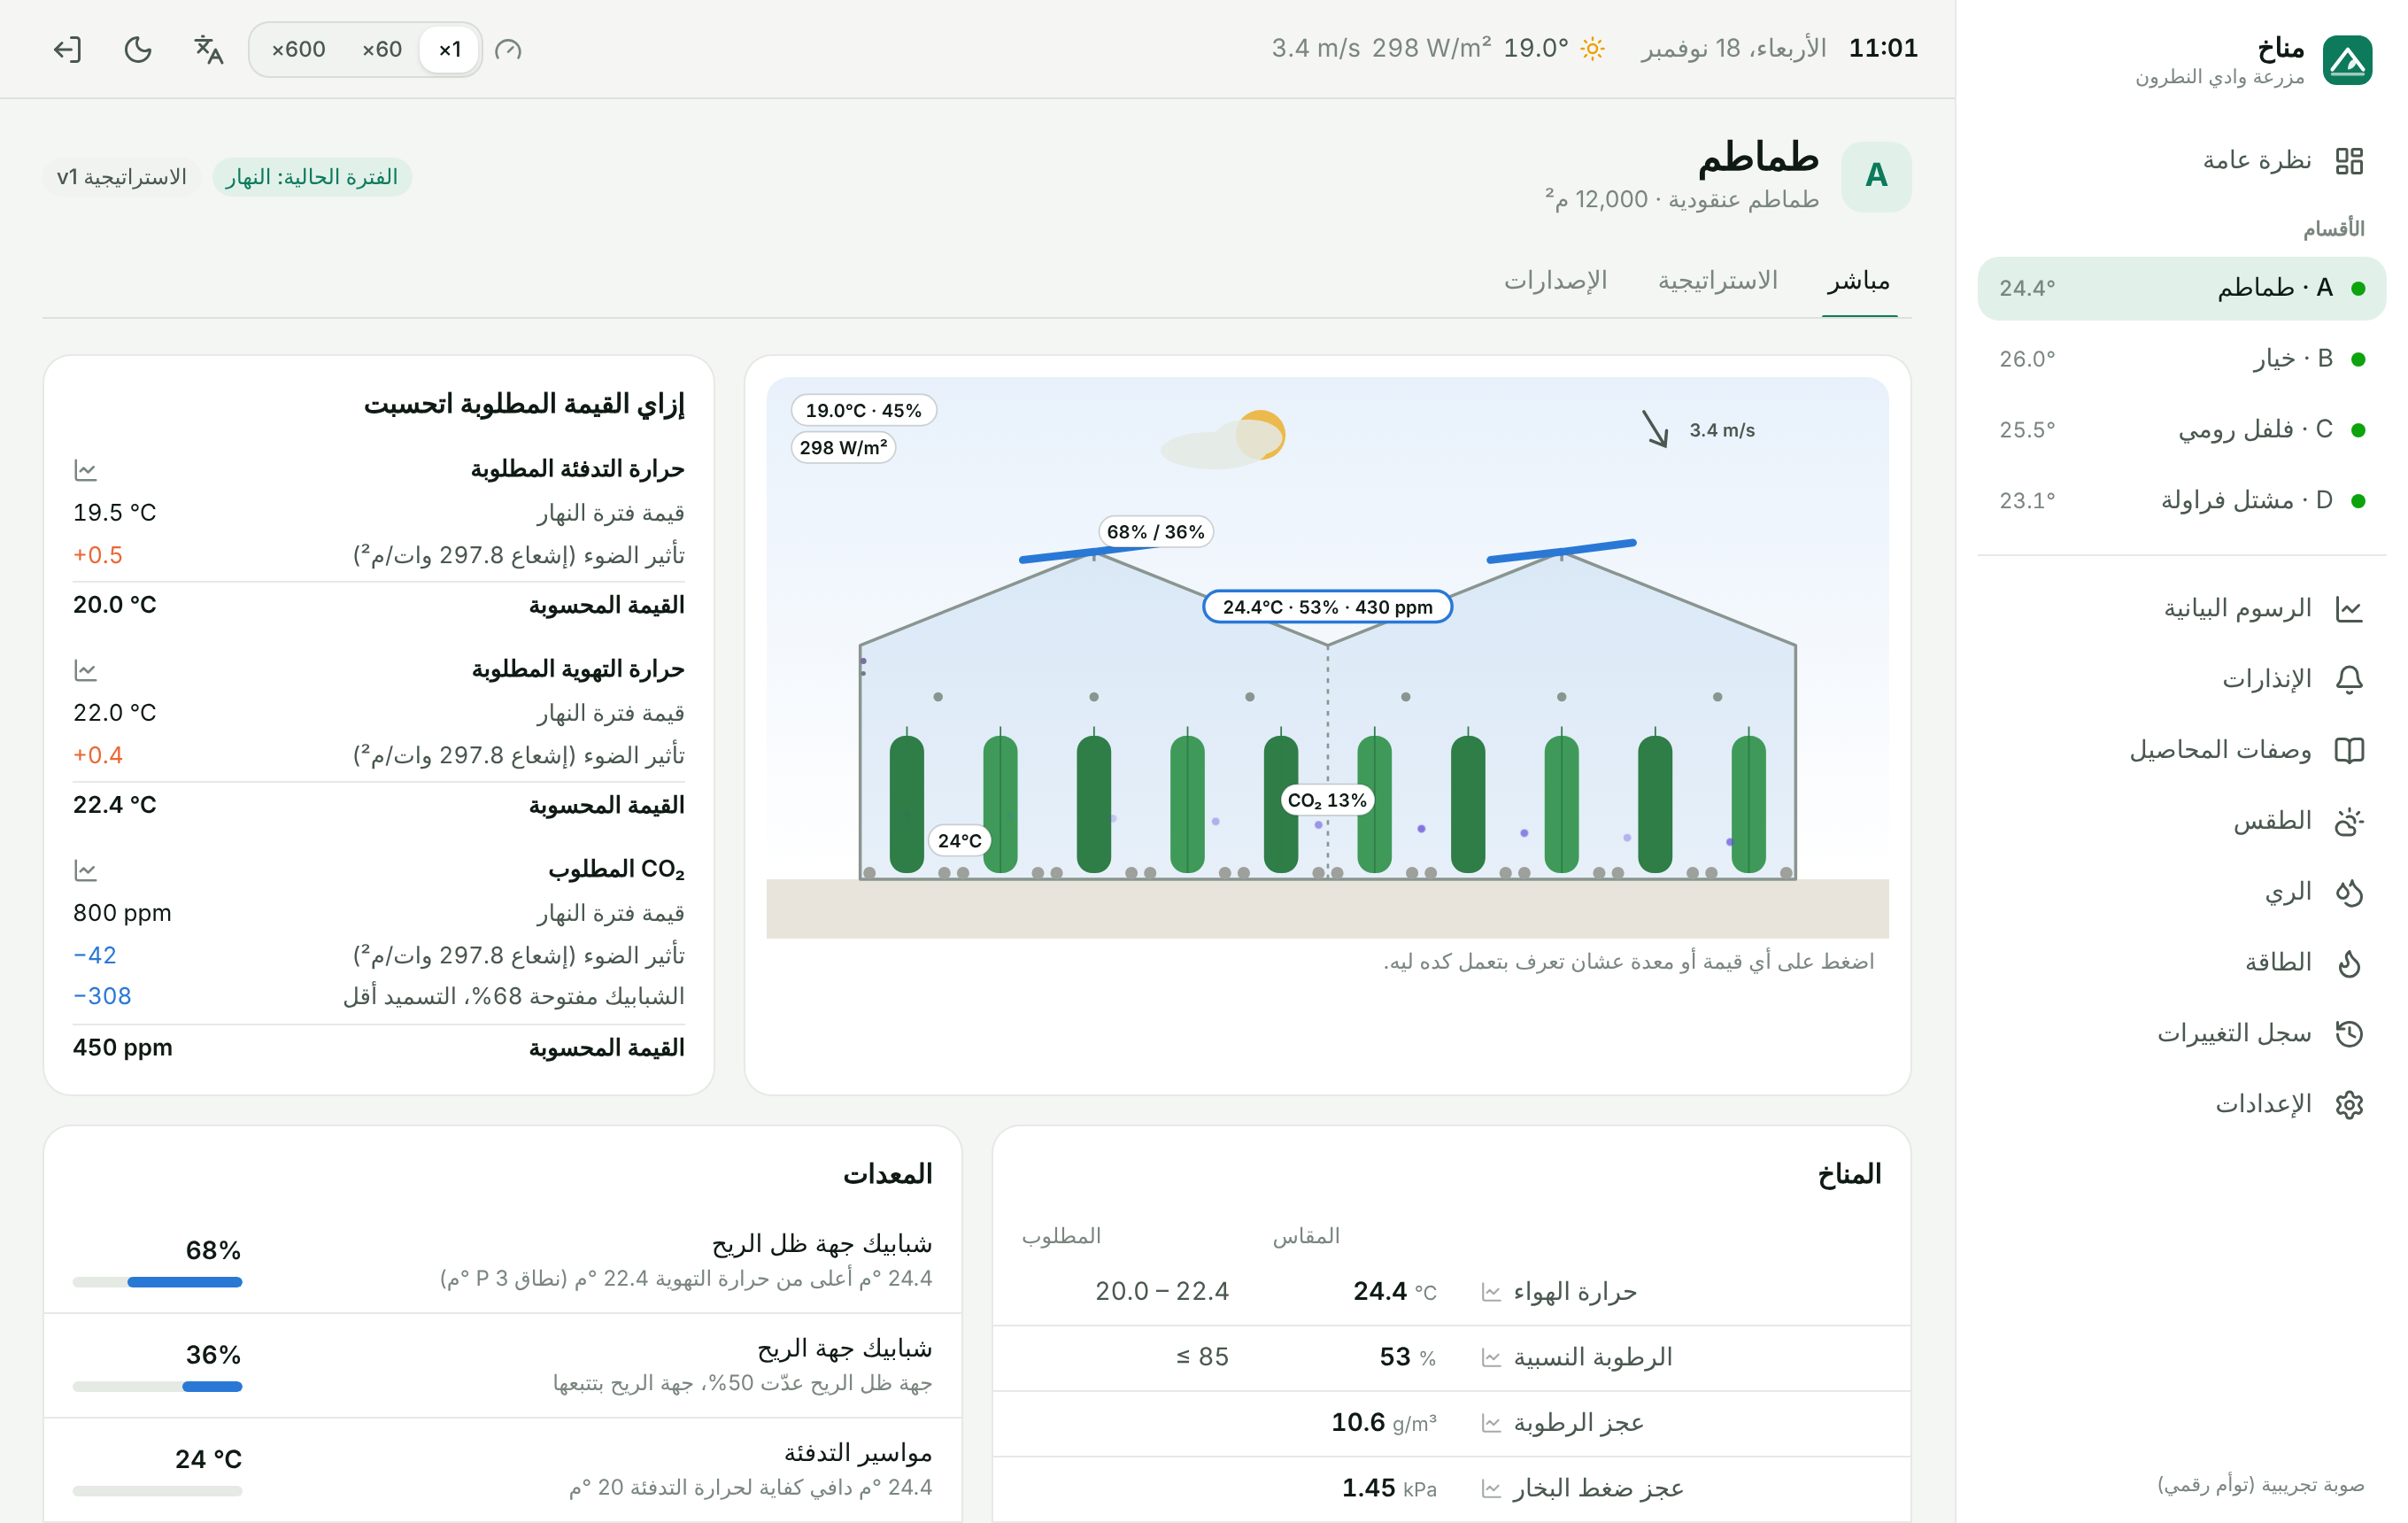 مناخ
مزرعة وادي النطرون
نظرة عامة
الأقسام
A · طماطم 24.4°
B · خيار 26.0°
C · فلفل رومي 25.5°
D · مشتل فراولة 23.1°
الرسوم البيانية
الإنذارات
وصفات المحاصيل
الطقس
الري
الطاقة
سجل التغييرات
الإعدادات
صوبة تجريبية (توأم رقمي)
11:01 الأربعاء، 18 نوفمبر 19.0° 298 W/m² 3.4 m/s
×1 ×60 ×600
A
طماطم
طماطم عنقودية · 12,000 م²
الفترة الحالية: النهار
الاستراتيجية v1
مباشر الاستراتيجية الإصدارات
19.0°C · 45%
298 W/m²
3.4 m/s
68% / 36%
24.4°C · 53% · 430 ppm
CO₂ 13%
24°C
اضغط على أي قيمة أو معدة عشان تعرف بتعمل كده ليه.
إزاي القيمة المطلوبة اتحسبت
حرارة التدفئة المطلوبة
قيمة فترة النهار 19.5 °C
تأثير الضوء (إشعاع 297.8 وات/م²) +0.5
القيمة المحسوبة 20.0 °C
حرارة التهوية المطلوبة
قيمة فترة النهار 22.0 °C
تأثير الضوء (إشعاع 297.8 وات/م²) +0.4
القيمة المحسوبة 22.4 °C
CO₂ المطلوب
قيمة فترة النهار 800 ppm
تأثير الضوء (إشعاع 297.8 وات/م²) −42
الشبابيك مفتوحة 68%، التسميد أقل −308
القيمة المحسوبة 450 ppm
المناخ
المقاس المطلوب
حرارة الهواء 24.4 °C 20.0 – 22.4
الرطوبة النسبية 53 % ≤ 85
عجز الرطوبة 10.6 g/m³
عجز ضغط البخار 1.45 kPa
المعدات
شبابيك جهة ظل الريح 68%
24.4 °م أعلى من حرارة التهوية 22.4 °م (نطاق P 3 °م)
شبابيك جهة الريح 36%
جهة ظل الريح عدّت 50%، جهة الريح بتتبعها
مواسير التدفئة 24 °C
24.4 °م دافي كفاية لحرارة التدفئة 20 °م